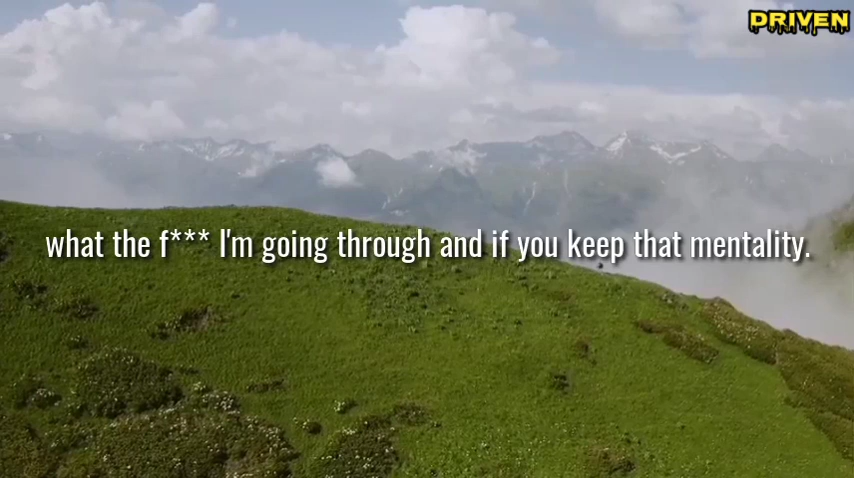 DRIVEN
what the f*** I'm going through and if you keep that mentality.